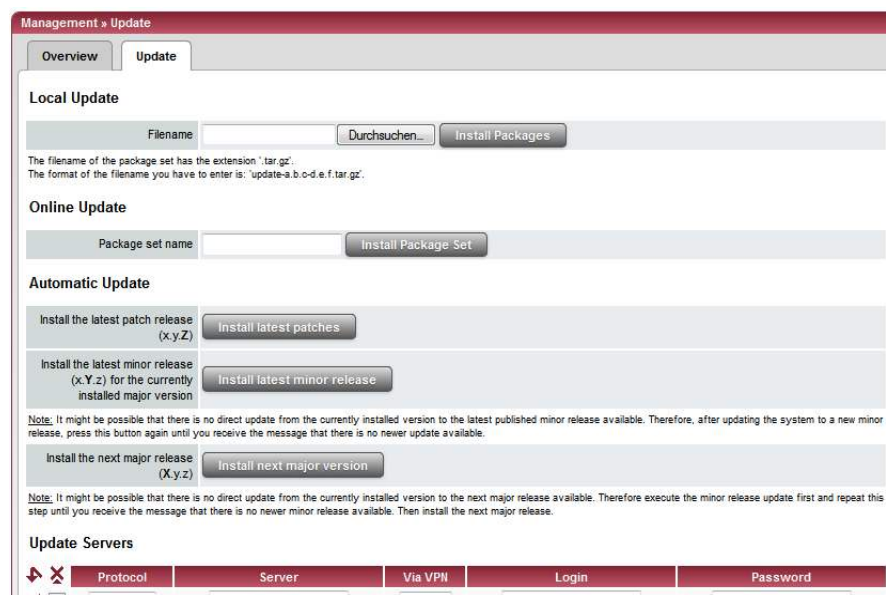 Management » Update
Overview
Update
Local Update
Filename
Durchsuchen...
Install Packages
The filename of the package set has the extension '.tar.gz'.
The format of the filename you have to enter is: 'update-a.b.c-d.e.f.tar.gz'.
Online Update
Package set name
Install Package Set
Automatic Update
Install the latest patch release
(x.y.Z)
Install latest patches
Install the latest minor release
(x.Y.z) for the currently
installed major version
Install latest minor release
Note: It might be possible that there is no direct update from the currently installed version to the latest published minor release available. Therefore, after updating the system to a new minor
release, press this button again until you receive the message that there is no newer update available.
Install the next major release
(X.y.z)
Install next major version
Note: It might be possible that there is no direct update from the currently installed version to the next major release available. Therefore execute the minor release update first and repeat this
step until you receive the message that there is no newer minor release available. Then install the next major release.
Update Servers
Protocol
Server
Via VPN
Login
Password